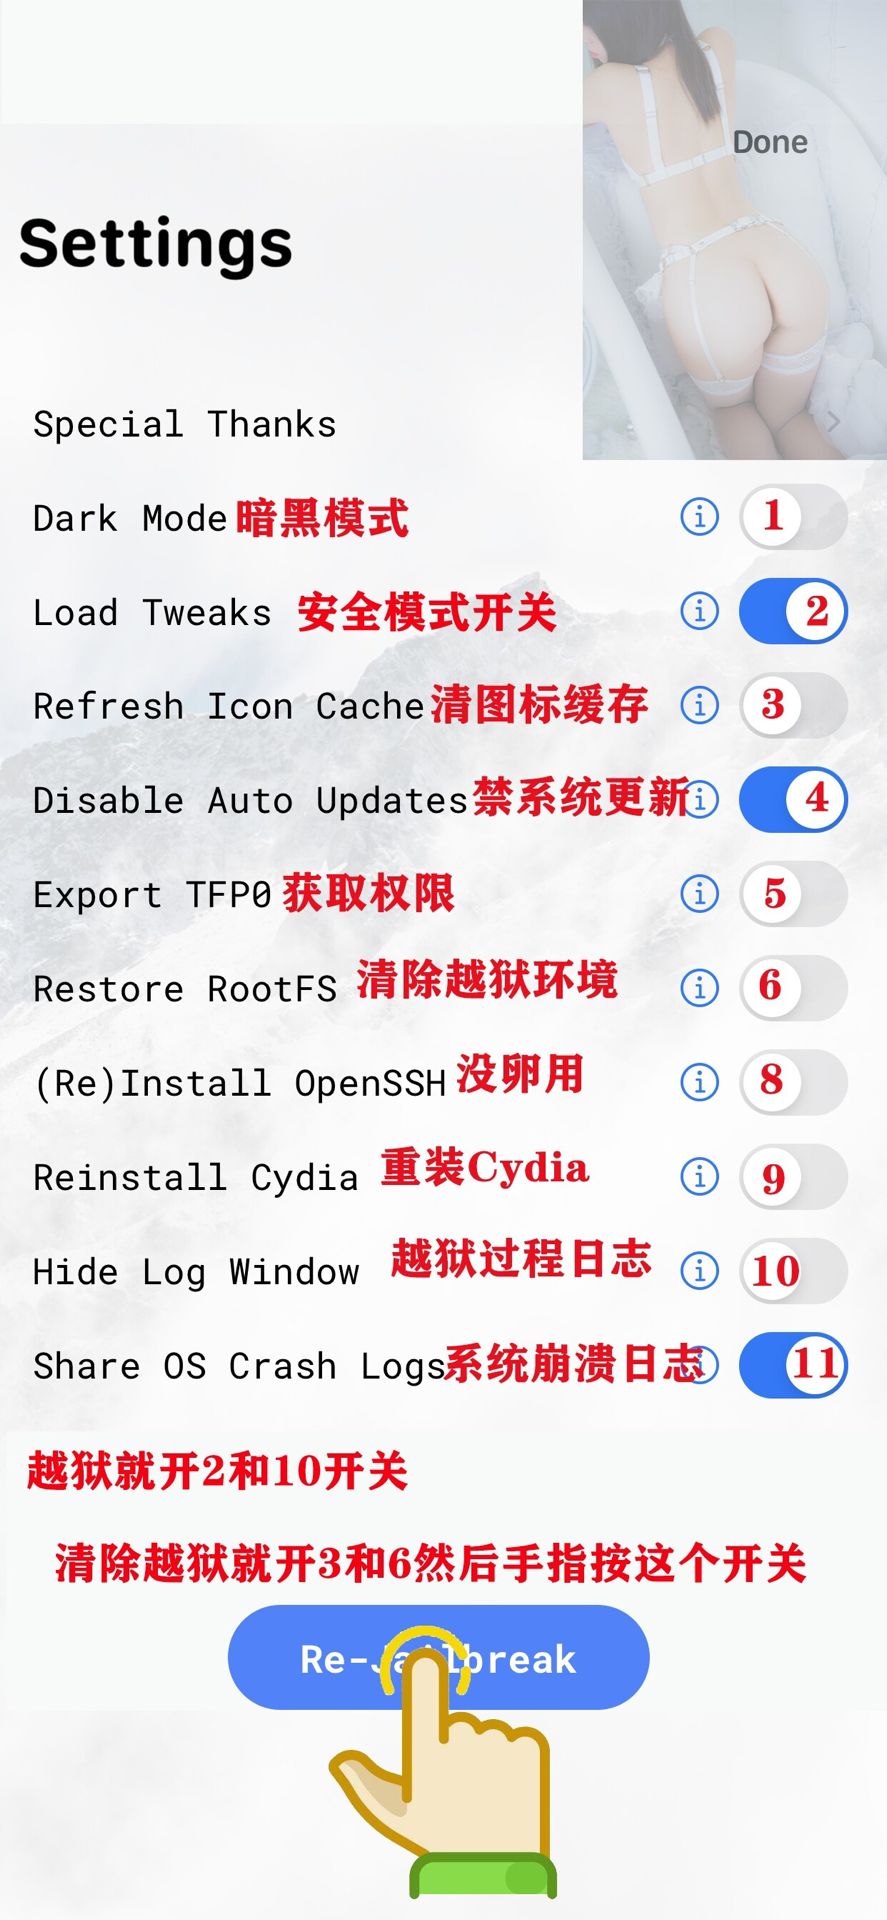 Done
Settings
Special Thanks
Dark Mode 暗黑模式 1
Load Tweaks 安全模式开关 2
Refresh Icon Cache 清图标缓存 3
Disable Auto Updates 禁系统更新 4
Export TFP0 获取权限 5
Restore RootFS 清除越狱环境 6
(Re)Install OpenSSH 没卵用 8
Reinstall Cydia 重装Cydia 9
Hide Log Window 越狱过程日志 10
Share OS Crash Logs 系统崩溃日志 11
越狱就开2和10开关
清除越狱就开3和6然后手指按这个开关
Re-Jailbreak